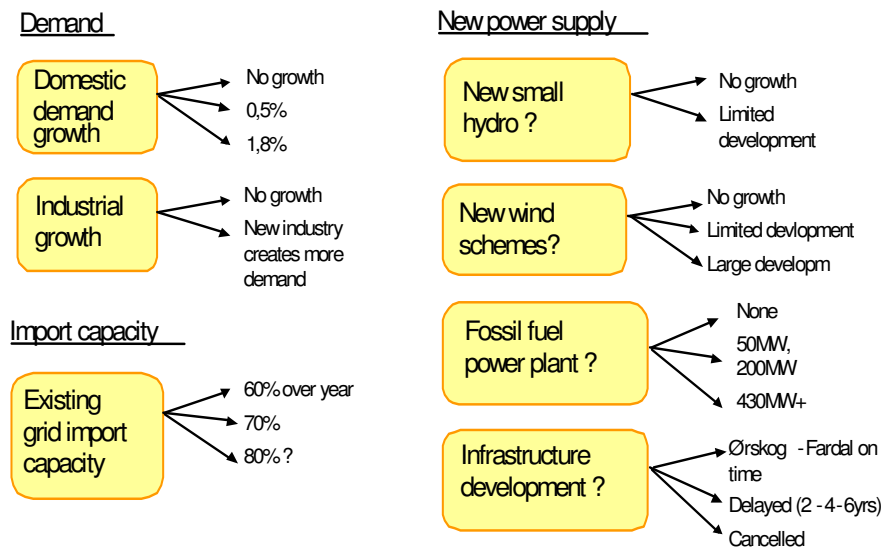 Demand
Domestic
demand
growth
No growth
0,5%
1,8%
Industrial
growth
No growth
New industry
creates more
demand
Import capacity
Existing
grid import
capacity
60% over year
70%
80% ?
New power supply
New small
hydro ?
No growth
Limited
development
New wind
schemes?
No growth
Limited devlopment
Large developm
Fossil fuel
power plant ?
None
50MW,
200MW
430MW+
Infrastructure
development ?
Ørskog - Fardal on
time
Delayed (2 - 4 - 6yrs)
Cancelled